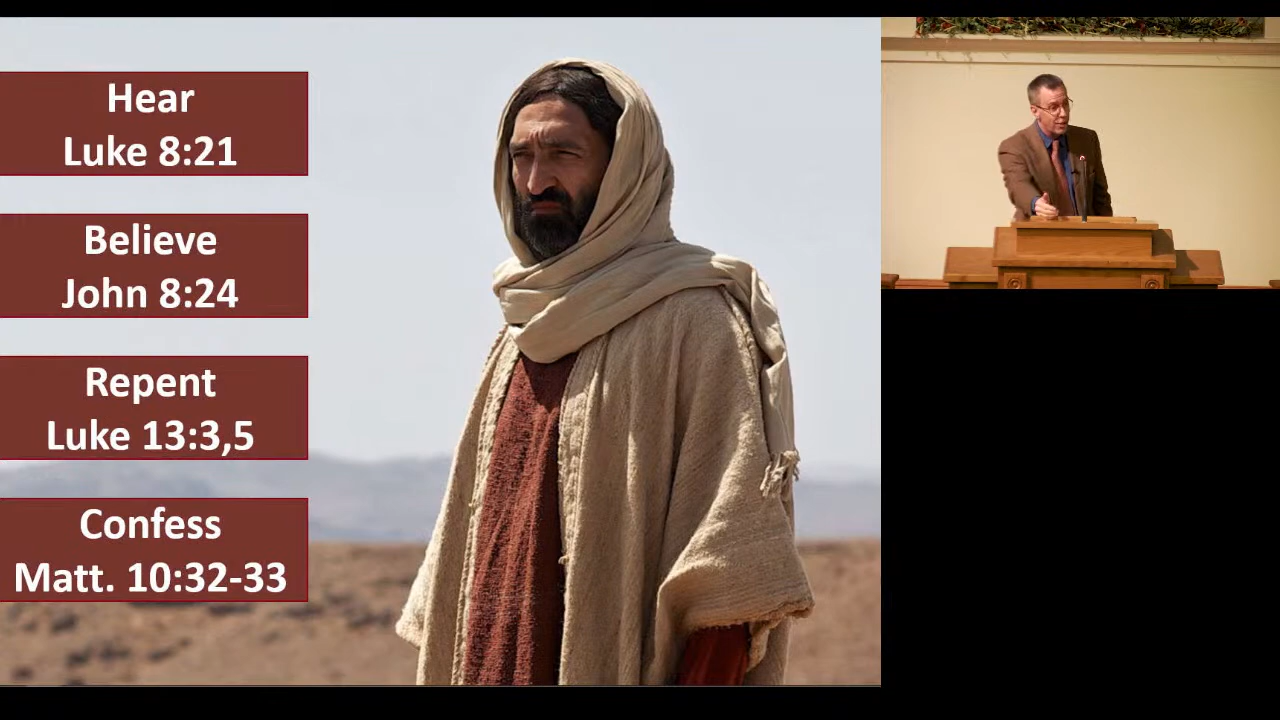 Hear
Luke 8:21
Believe
John 8:24
Repent
Luke 13:3,5
Confess
Matt. 10:32-33